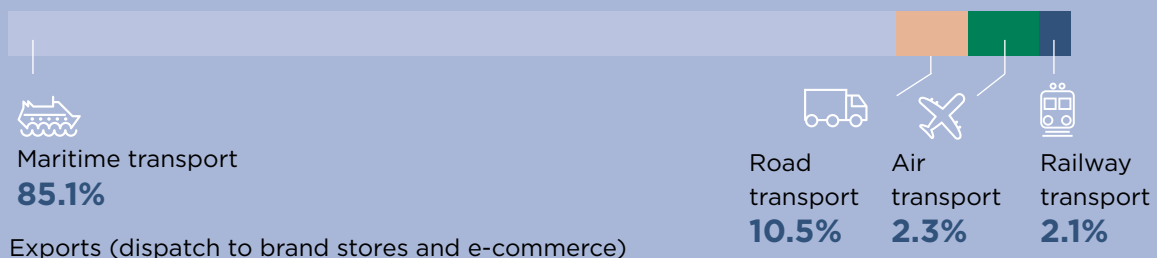 Maritime transport
85.1%
Road
transport
10.5%
Air
transport
2.3%
Railway
transport
2.1%
Exports (dispatch to brand stores and e-commerce)